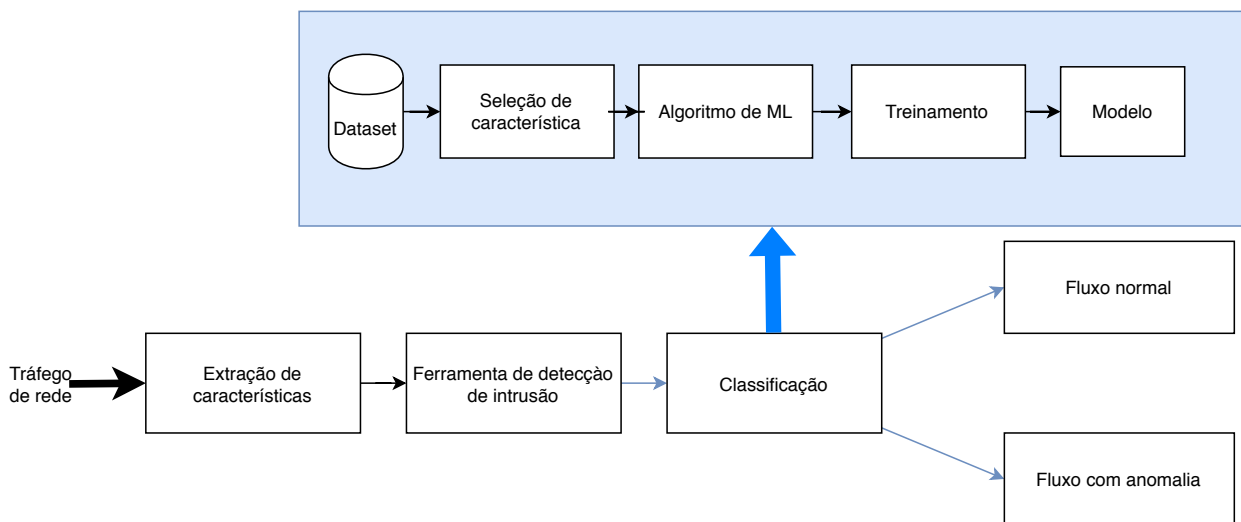 Dataset
Seleção de
característica
Algoritmo de ML
Treinamento
Modelo
Tráfego
de rede
Extração de
características
Ferramenta de detecçào
de intrusão
Classificação
Fluxo normal
Fluxo com anomalia